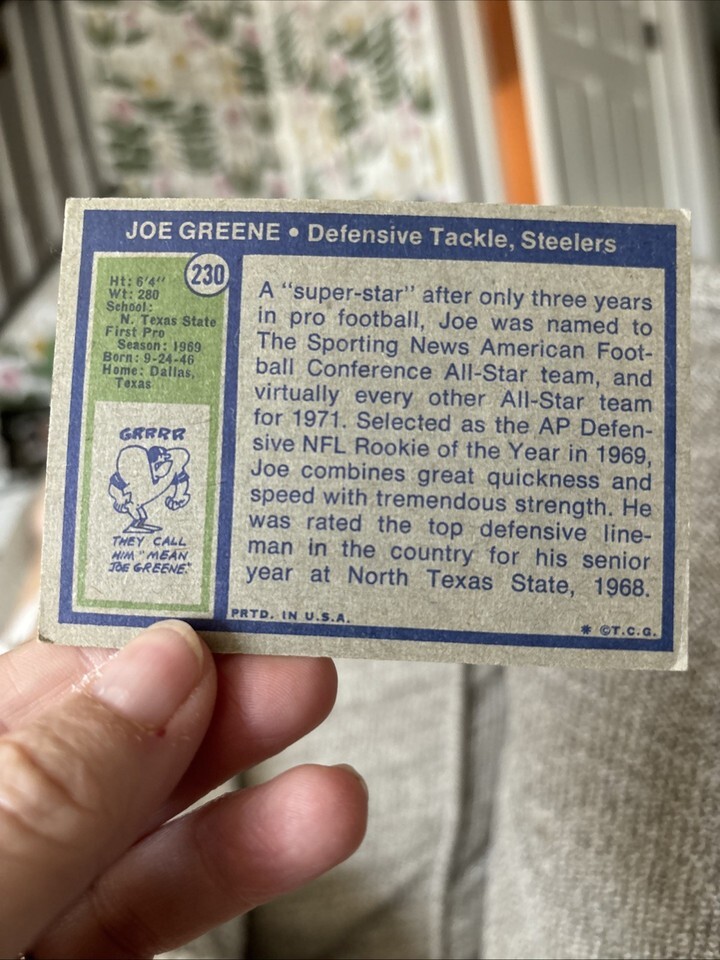 JOE GREENE • Defensive Tackle, Steelers
230
Ht: 6'4"
Wt: 280
School:
N. Texas State
First Pro
Season: 1969
Born: 9-24-46
Home: Dallas,
Texas
GRRRR
THEY CALL
HIM "MEAN
JOE GREENE."
A "super-star" after only three years
in pro football, Joe was named to
The Sporting News American Foot-
ball Conference All-Star team, and
virtually every other All-Star team
for 1971. Selected as the AP Defen-
sive NFL Rookie of the Year in 1969,
Joe combines great quickness and
speed with tremendous strength. He
was rated the top defensive line-
man in the country for his senior
year at North Texas State, 1968.
PRTD. IN U.S.A.
* ©T.C.G.